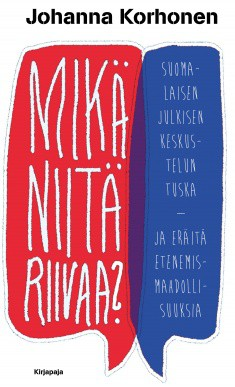 Johanna Korhonen
MIKÄ
NIITÄ
RIIVAA?
SUOMA-
LAISEN
JULKISEN
KESKUS-
TELUN
TUSKA
—
JA ERÄITÄ
ETENEMIS-
MAHDOLLI-
SUUKSIA
Kirjapaja